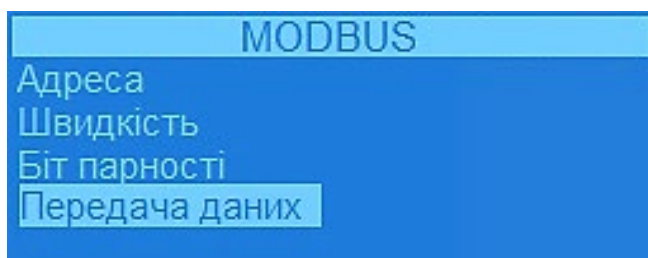 MODBUS
Адреса
Швидкість
Біт парності
Передача даних